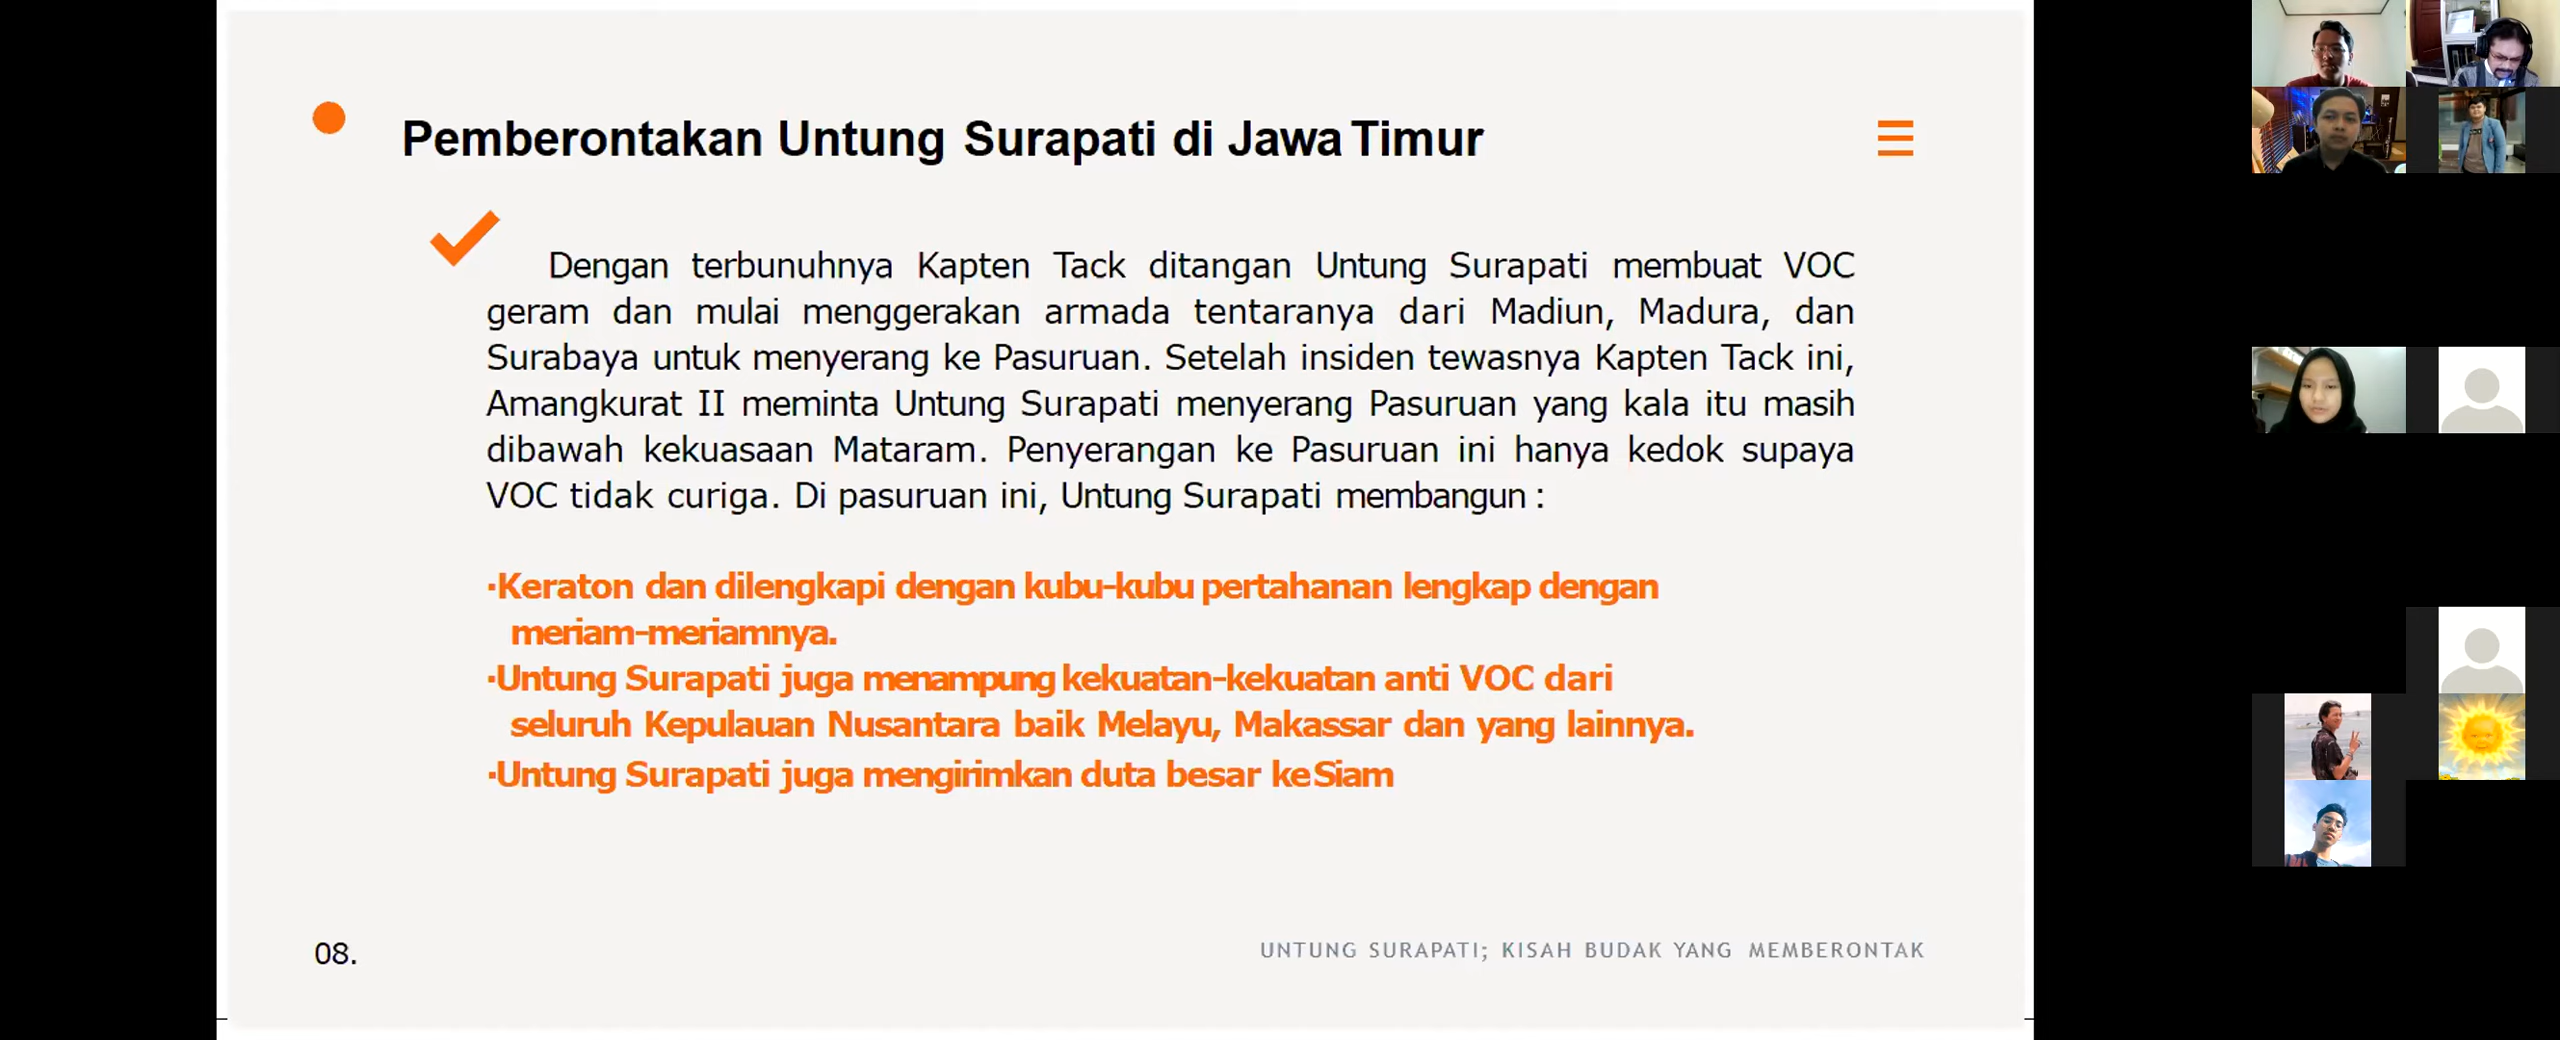 Pemberontakan Untung Surapati di Jawa Timur
Dengan terbunuhnya Kapten Tack ditangan Untung Surapati membuat VOC
geram dan mulai menggerakan armada tentaranya dari Madiun, Madura, dan
Surabaya untuk menyerang ke Pasuruan. Setelah insiden tewasnya Kapten Tack ini,
Amangkurat II meminta Untung Surapati menyerang Pasuruan yang kala itu masih
dibawah kekuasaan Mataram. Penyerangan ke Pasuruan ini hanya kedok supaya
VOC tidak curiga. Di pasuruan ini, Untung Surapati membangun :
·Keraton dan dilengkapi dengan kubu-kubu pertahanan lengkap dengan
meriam-meriamnya.
·Untung Surapati juga menampung kekuatan-kekuatan anti VOC dari
seluruh Kepulauan Nusantara baik Melayu, Makassar dan yang lainnya.
·Untung Surapati juga mengirimkan duta besar ke Siam
08.
UNTUNG SURAPATI; KISAH BUDAK YANG MEMBERONTAK